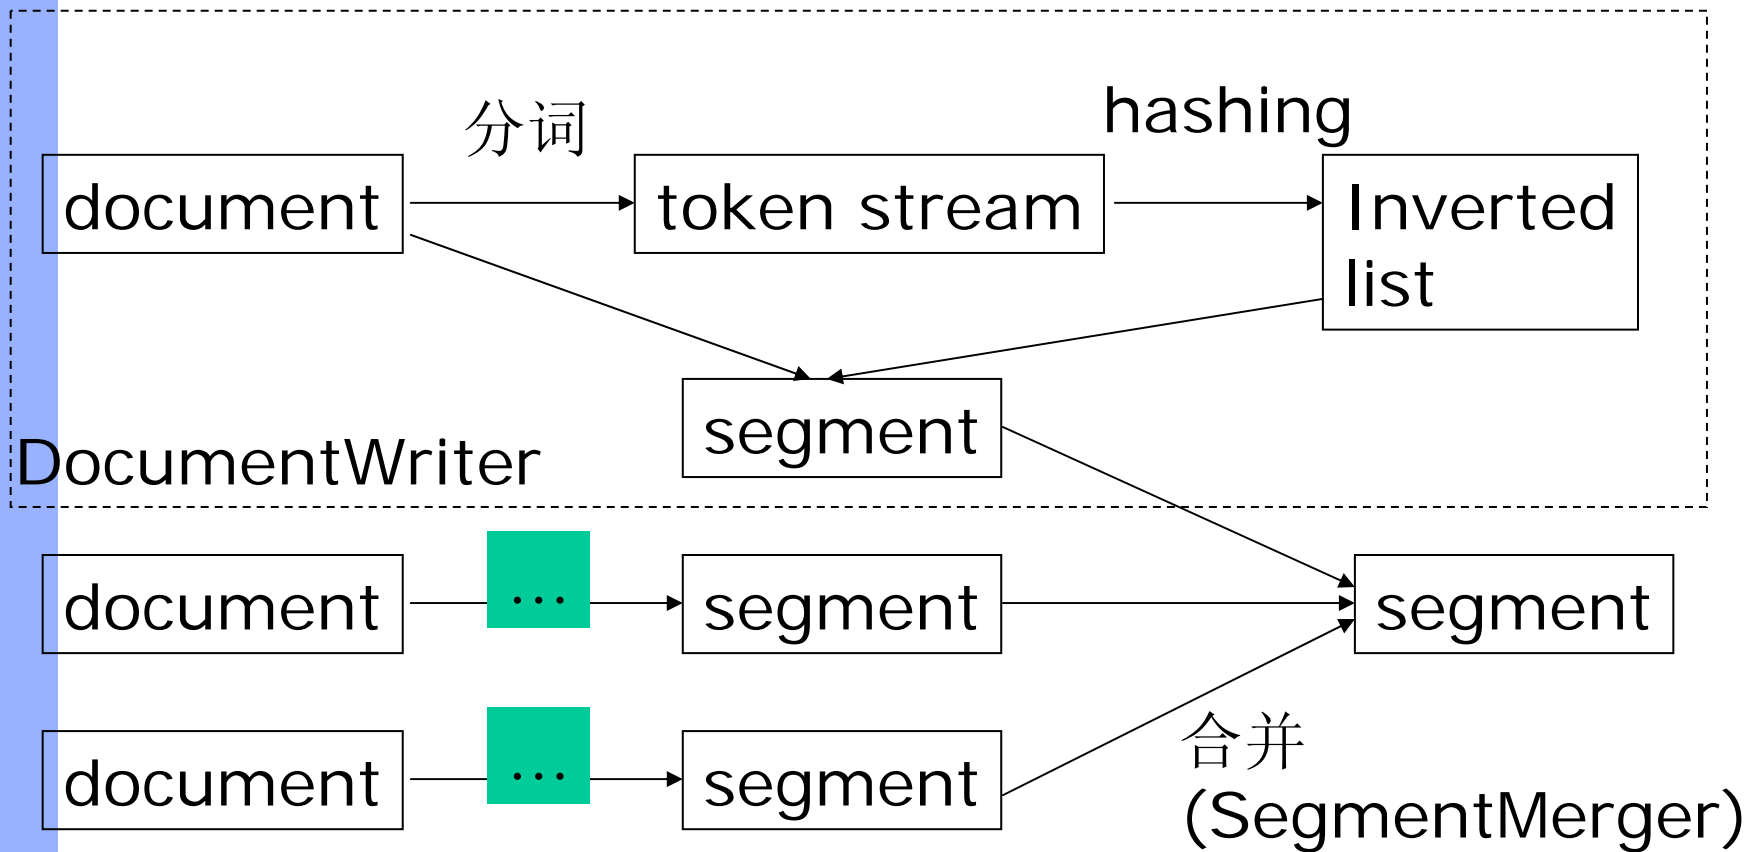 分词
hashing
document
token stream
Inverted
list
segment
DocumentWriter
document
...
segment
segment
document
...
segment
合并
(SegmentMerger)